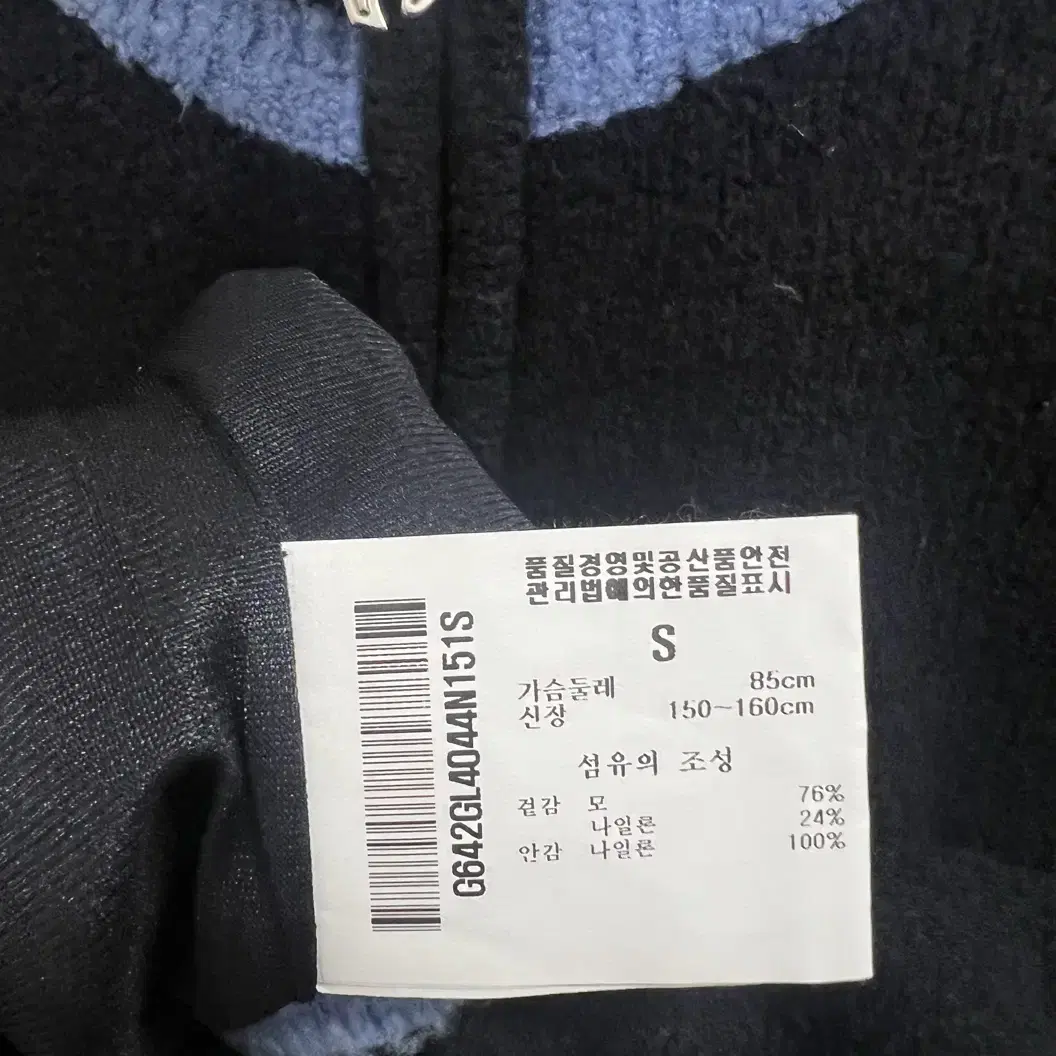 품질경영및공산품안전
관리법에의한품질표시
S
가슴둘레 85cm
신장 150~160cm
섬유의 조성
겉감 모 76%
나일론 24%
안감 나일론 100%
G642GL4044N151S